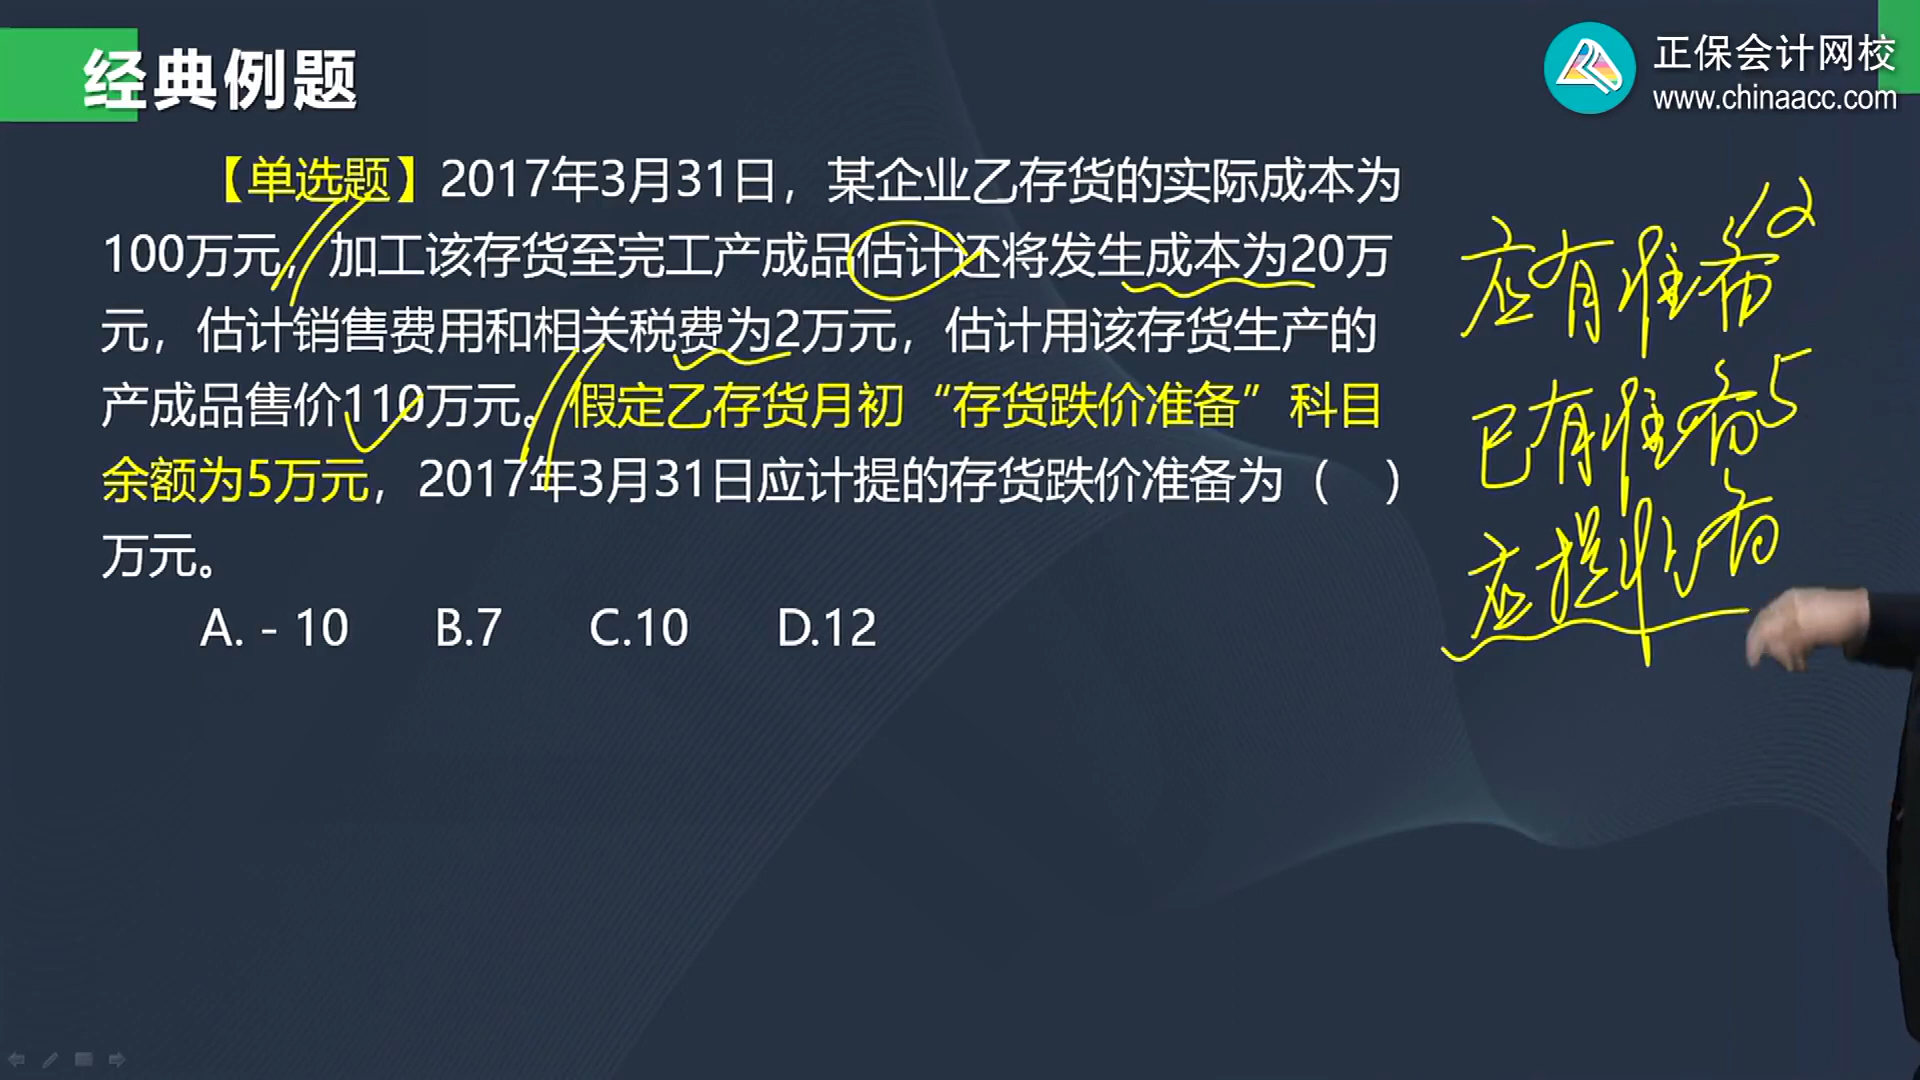 经典例题
正保会计网校
www.chinaacc.com
【单选题】2017年3月31日，某企业乙存货的实际成本为
100万元，加工该存货至完工产成品估计还将发生成本为20万
元，估计销售费用和相关税费为2万元，估计用该存货生产的
产成品售价110万元。假定乙存货月初“存货跌价准备”科目
余额为5万元，2017年3月31日应计提的存货跌价准备为（　）
万元。
A. - 10 B.7 C.10 D.12
应有准备12
已有准备5
应提准备